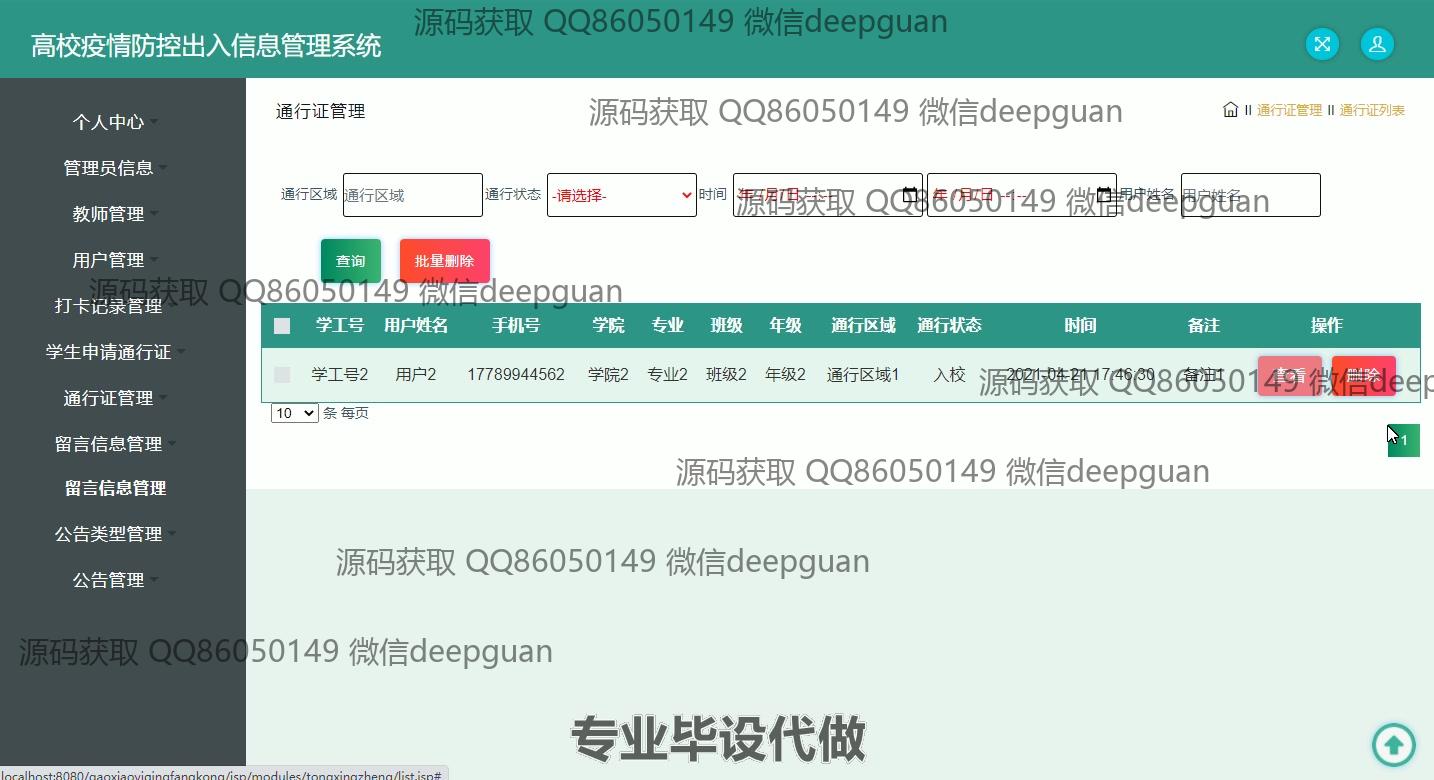 源码获取 QQ86050149 微信deepguan
高校疫情防控出入信息管理系统
个人中心
管理员信息
教师管理
用户管理
打卡记录管理
学生申请通行证
通行证管理
留言信息管理
留言信息管理
公告类型管理
公告管理
通行证管理
源码获取 QQ86050149 微信deepguan
II 通行证管理 II 通行证列表
通行区域 通行区域 通行状态 -请选择- 时间 年 /月/日 --:-- 年 /月/日 --:-- 用户姓名 用户姓名
源码获取 QQ86050149 微信deepguan
查询 批量删除
源码获取 QQ86050149 微信deepguan
学工号 用户姓名 手机号 学院 专业 班级 年级 通行区域 通行状态 时间 备注 操作
学工号2 用户2 17789944562 学院2 专业2 班级2 年级2 通行区域1 入校 2021-04-21 17:46:30 备注1 查看 删除
源码获取 QQ86050149 微信deep
10 条 每页
1
源码获取 QQ86050149 微信deepguan
源码获取 QQ86050149 微信deepguan
源码获取 QQ86050149 微信deepguan
专业毕设代做
localhost:8080/gaoxiaoyiqingfangkong/jsp/modules/tongxingzheng/list.jsp#